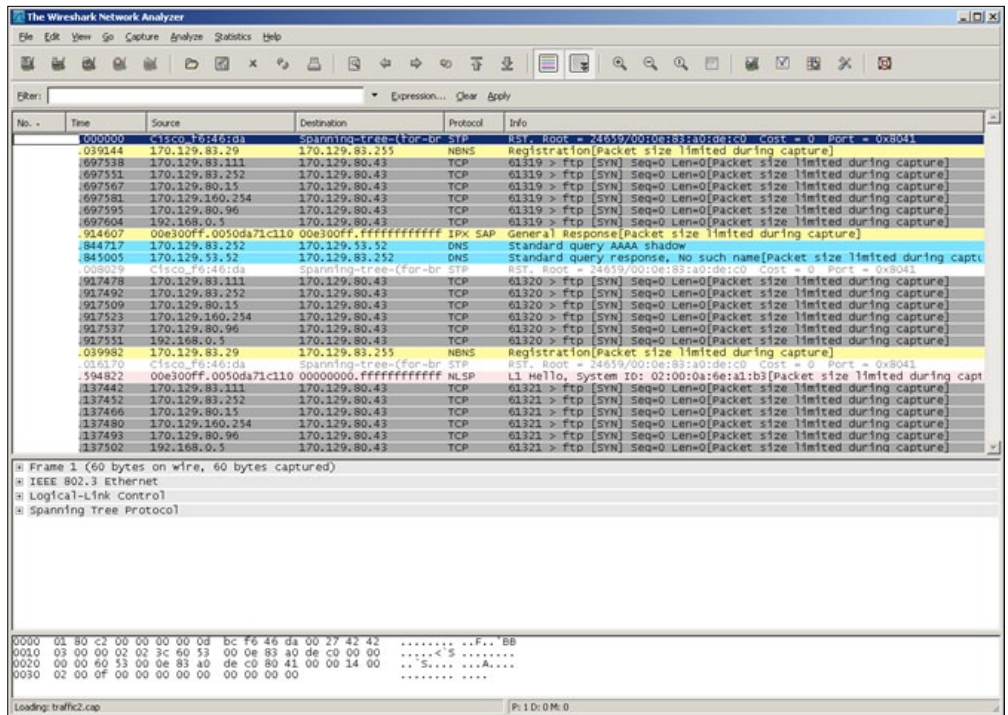 The Wireshark Network Analyzer
File Edit View Go Capture Analyze Statistics Help
Filter: Expression... Clear Apply
No. - Time Source Destination Protocol Info
.000000 Cisco_f6:46:da Spanning-tree-(for-br STP RST. Root = 24659/00:0e:83:a0:de:c0 Cost = 0 Port = 0x8041
.039144 170.129.83.29 170.129.83.255 NBNS Registration[Packet size limited during capture]
.697538 170.129.83.111 170.129.80.43 TCP 61319 > ftp [SYN] Seq=0 Len=0[Packet size limited during capture]
.697551 170.129.83.252 170.129.80.43 TCP 61319 > ftp [SYN] Seq=0 Len=0[Packet size limited during capture]
.697567 170.129.80.15 170.129.80.43 TCP 61319 > ftp [SYN] Seq=0 Len=0[Packet size limited during capture]
.697581 170.129.160.254 170.129.80.43 TCP 61319 > ftp [SYN] Seq=0 Len=0[Packet size limited during capture]
.697595 170.129.80.96 170.129.80.43 TCP 61319 > ftp [SYN] Seq=0 Len=0[Packet size limited during capture]
.697604 192.168.0.5 170.129.80.43 TCP 61319 > ftp [SYN] Seq=0 Len=0[Packet size limited during capture]
.914607 00e300ff.0050da71c110 00e300ff.ffffffffffff IPX SAP General Response[Packet size limited during capture]
.844717 170.129.83.252 170.129.53.52 DNS Standard query AAAA shadow
.845005 170.129.53.52 170.129.83.252 DNS Standard query response, No such name[Packet size limited during captu
.008029 Cisco_f6:46:da Spanning-tree-(for-br STP RST. Root = 24659/00:0e:83:a0:de:c0 Cost = 0 Port = 0x8041
.917478 170.129.83.111 170.129.80.43 TCP 61320 > ftp [SYN] Seq=0 Len=0[Packet size limited during capture]
.917492 170.129.83.252 170.129.80.43 TCP 61320 > ftp [SYN] Seq=0 Len=0[Packet size limited during capture]
.917509 170.129.80.15 170.129.80.43 TCP 61320 > ftp [SYN] Seq=0 Len=0[Packet size limited during capture]
.917523 170.129.160.254 170.129.80.43 TCP 61320 > ftp [SYN] Seq=0 Len=0[Packet size limited during capture]
.917537 170.129.80.96 170.129.80.43 TCP 61320 > ftp [SYN] Seq=0 Len=0[Packet size limited during capture]
.917551 192.168.0.5 170.129.80.43 TCP 61320 > ftp [SYN] Seq=0 Len=0[Packet size limited during capture]
.039982 170.129.83.29 170.129.83.255 NBNS Registration[Packet size limited during capture]
.016170 Cisco_f6:46:da Spanning-tree-(for-br STP RST. Root = 24659/00:0e:83:a0:de:c0 Cost = 0 Port = 0x8041
.594822 00e300ff.0050da71c110 00000000.ffffffffffff NLSP L1 Hello, System ID: 02:00:0a:6e:a1:b3[Packet size limited during capt
.137442 170.129.83.111 170.129.80.43 TCP 61321 > ftp [SYN] Seq=0 Len=0[Packet size limited during capture]
.137452 170.129.83.252 170.129.80.43 TCP 61321 > ftp [SYN] Seq=0 Len=0[Packet size limited during capture]
.137466 170.129.80.15 170.129.80.43 TCP 61321 > ftp [SYN] Seq=0 Len=0[Packet size limited during capture]
.137480 170.129.160.254 170.129.80.43 TCP 61321 > ftp [SYN] Seq=0 Len=0[Packet size limited during capture]
.137493 170.129.80.96 170.129.80.43 TCP 61321 > ftp [SYN] Seq=0 Len=0[Packet size limited during capture]
.137502 192.168.0.5 170.129.80.43 TCP 61321 > ftp [SYN] Seq=0 Len=0[Packet size limited during capture]
Frame 1 (60 bytes on wire, 60 bytes captured)
IEEE 802.3 Ethernet
Logical-Link Control
Spanning Tree Protocol
0000 01 80 c2 00 00 00 00 0d bc f6 46 da 00 27 42 42 ........ ..F..'BB
0010 03 00 00 02 02 3c 60 53 00 0e 83 a0 de c0 00 00 .....<`S ........
0020 00 00 60 53 00 0e 83 a0 de c0 80 41 00 00 14 00 ..`S.... ...A....
0030 02 00 0f 00 00 00 00 00 00 00 00 00 ........ ....
Loading: traffic2.cap P: 1 D: 0 M: 0